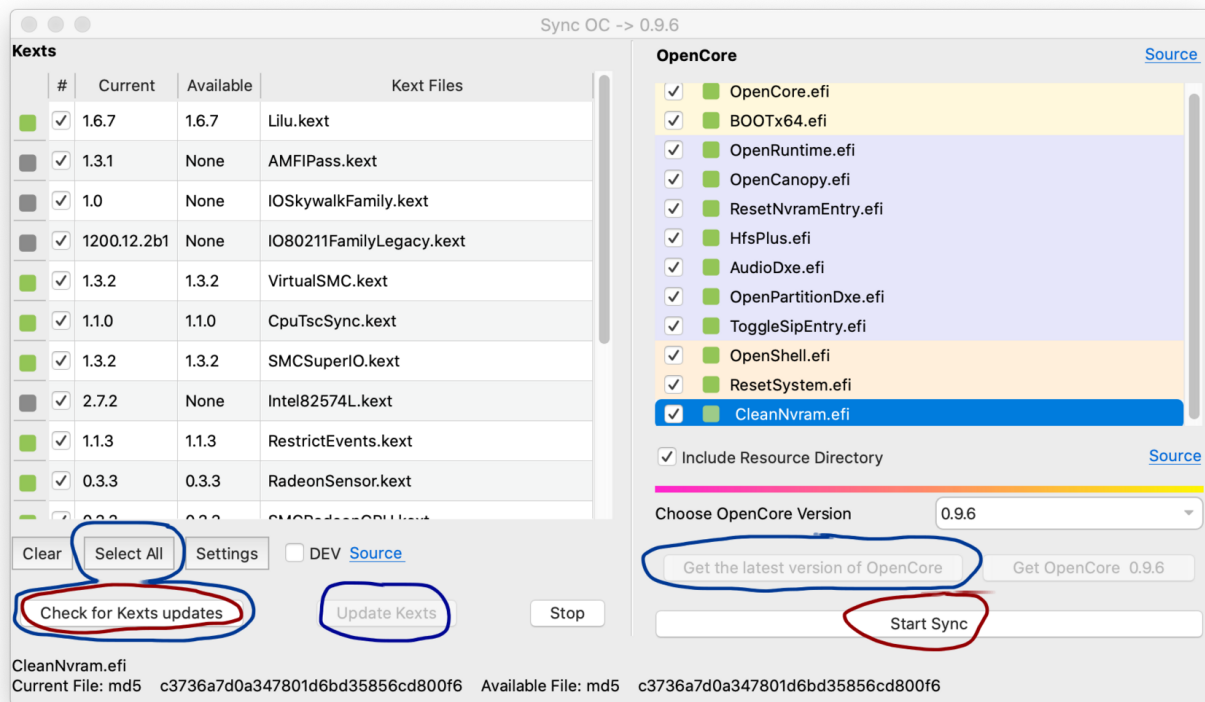 Sync OC -> 0.9.6
Kexts
# Current Available Kext Files
1.6.7 1.6.7 Lilu.kext
1.3.1 None AMFIPass.kext
1.0 None IOSkywalkFamily.kext
1200.12.2b1 None IO80211FamilyLegacy.kext
1.3.2 1.3.2 VirtualSMC.kext
1.1.0 1.1.0 CpuTscSync.kext
1.3.2 1.3.2 SMCSuperIO.kext
2.7.2 None Intel82574L.kext
1.1.3 1.1.3 RestrictEvents.kext
0.3.3 0.3.3 RadeonSensor.kext
Clear Select All Settings DEV Source
Check for Kexts updates Update Kexts Stop
OpenCore Source
OpenCore.efi
BOOTx64.efi
OpenRuntime.efi
OpenCanopy.efi
ResetNvramEntry.efi
HfsPlus.efi
AudioDxe.efi
OpenPartitionDxe.efi
ToggleSipEntry.efi
OpenShell.efi
ResetSystem.efi
CleanNvram.efi
Include Resource Directory Source
Choose OpenCore Version 0.9.6
Get the latest version of OpenCore Get OpenCore 0.9.6
Start Sync
CleanNvram.efi
Current File: md5 c3736a7d0a347801d6bd35856cd800f6 Available File: md5 c3736a7d0a347801d6bd35856cd800f6